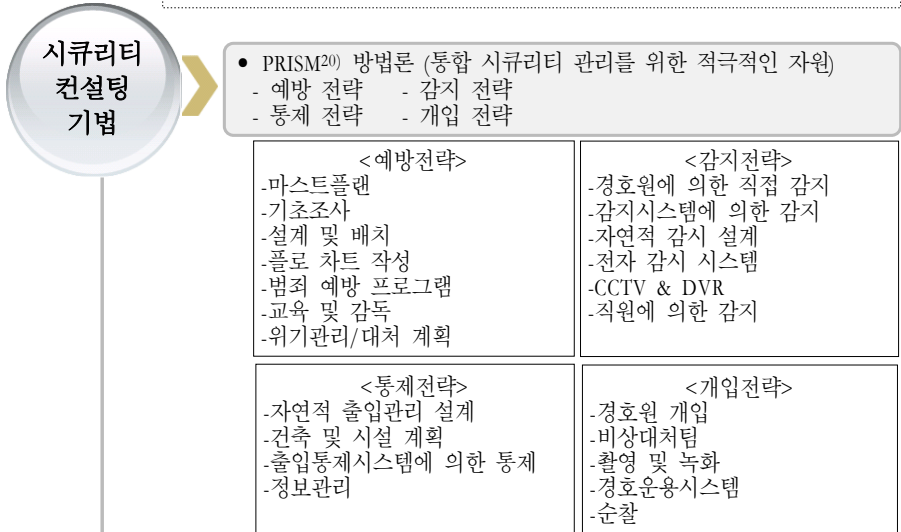 시큐리티
컨설팅
기법
• PRISM20) 방법론 (통합 시큐리티 관리를 위한 적극적인 자원)
- 예방 전략 - 감지 전략
- 통제 전략 - 개입 전략
<예방전략>
-마스트플랜
-기초조사
-설계 및 배치
-플로 차트 작성
-범죄 예방 프로그램
-교육 및 감독
-위기관리/대처 계획
<감지전략>
-경호원에 의한 직접 감지
-감지시스템에 의한 감지
-자연적 감시 설계
-전자 감시 시스템
-CCTV & DVR
-직원에 의한 감지
<통제전략>
-자연적 출입관리 설계
-건축 및 시설 계획
-출입통제시스템에 의한 통제
-정보관리
<개입전략>
-경호원 개입
-비상대처팀
-촬영 및 녹화
-경호운용시스템
-순찰